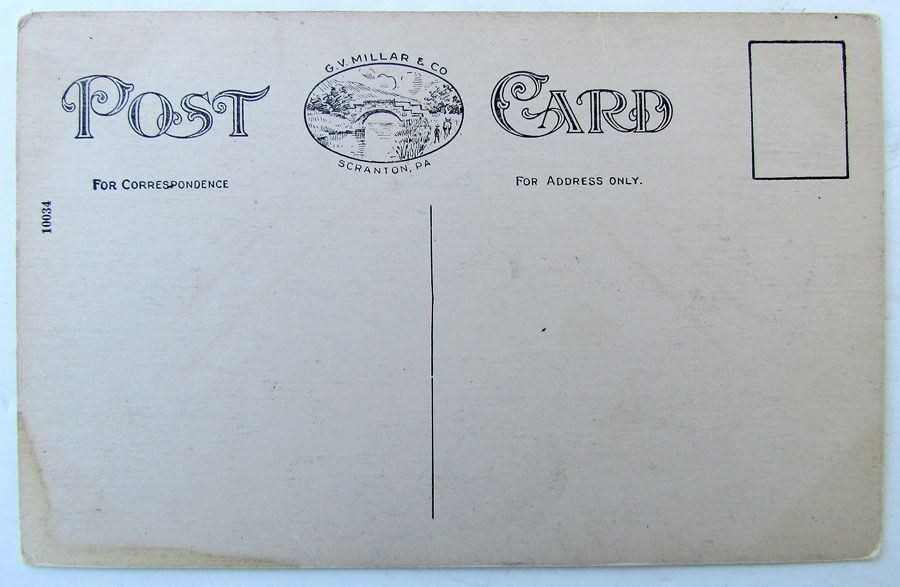 G.V. MILLAR & CO
POST CARD
SCRANTON, PA
FOR CORRESPONDENCE
FOR ADDRESS ONLY.
10034